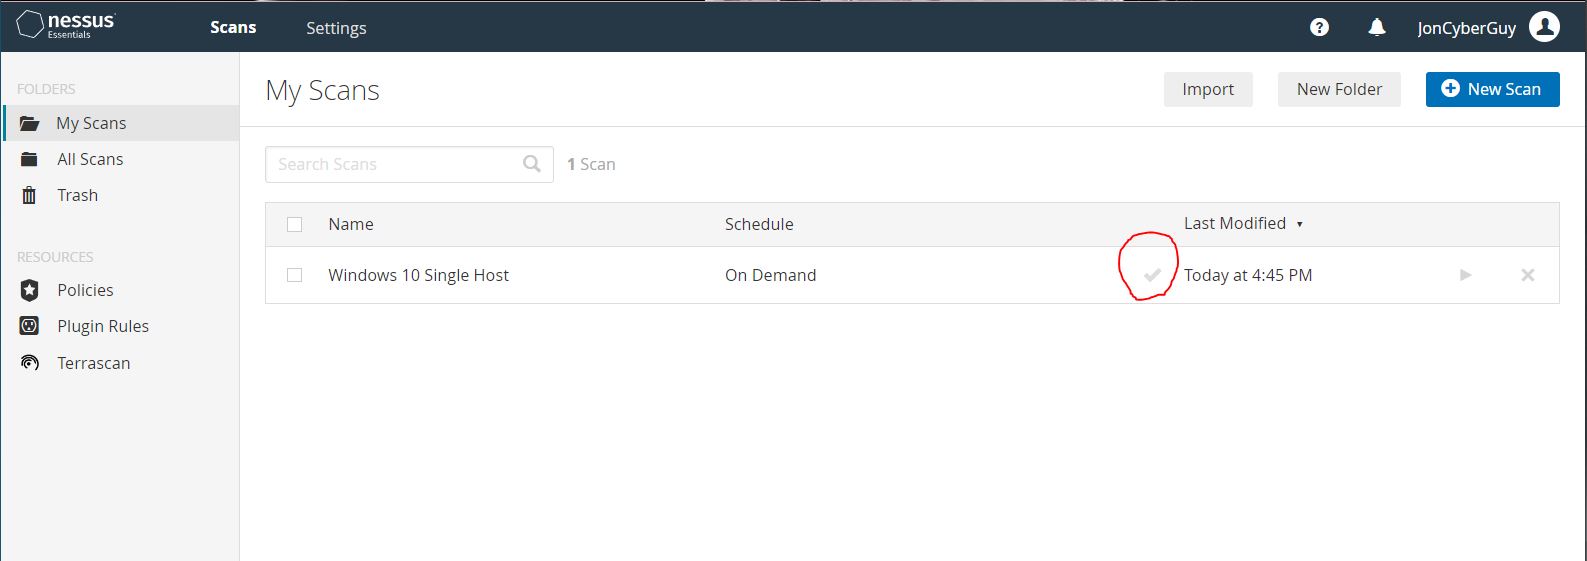 nessus
Essentials
Scans
Settings
JonCyberGuy
FOLDERS
My Scans
All Scans
Trash
RESOURCES
Policies
Plugin Rules
Terrascan
My Scans
Import
New Folder
New Scan
Search Scans
1 Scan
Name Schedule Last Modified
Windows 10 Single Host On Demand Today at 4:45 PM